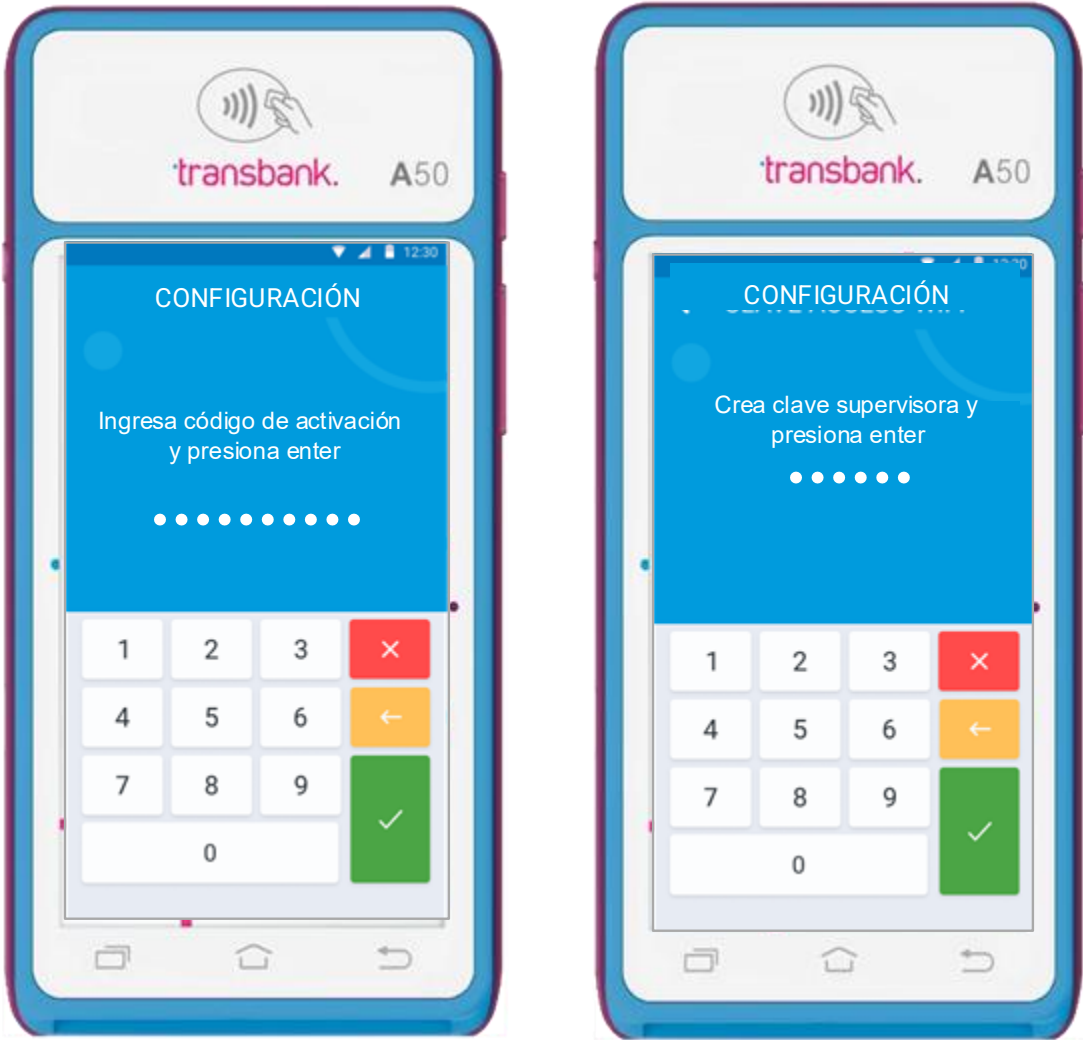 transbank.
A50
12:30
CONFIGURACIÓN
Ingresa código de activación
y presiona enter
1 2 3
4 5 6
7 8 9
0
transbank.
A50
12:30
CONFIGURACIÓN
Crea clave supervisora y
presiona enter
1 2 3
4 5 6
7 8 9
0